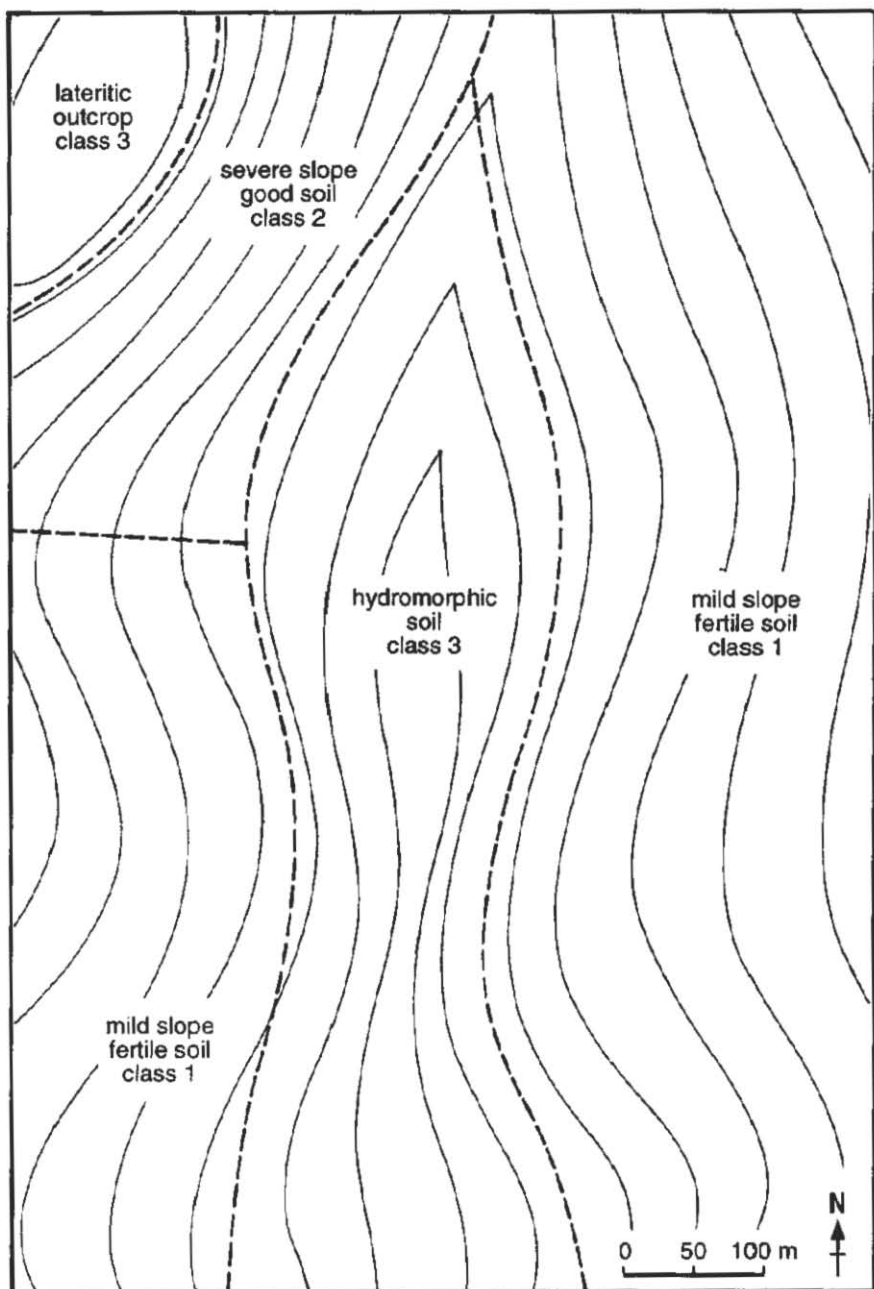 lateritic
outcrop
class 3
severe slope
good soil
class 2
hydromorphic
soil
class 3
mild slope
fertile soil
class 1
mild slope
fertile soil
class 1
N
0 50 100 m